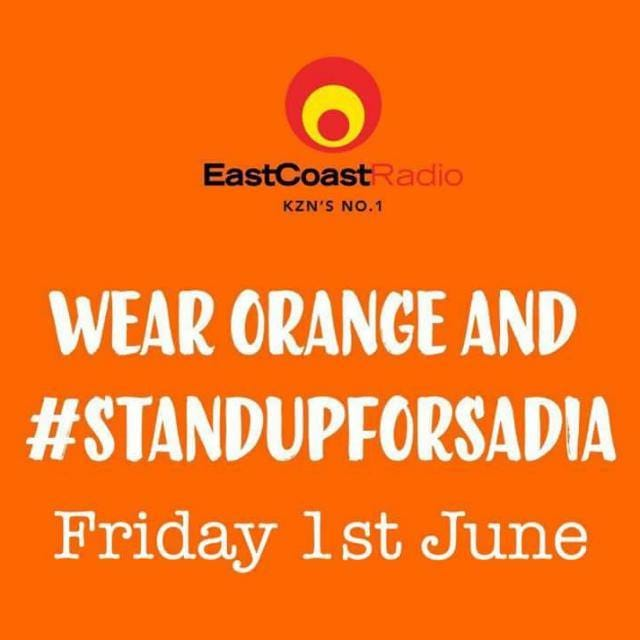 EastCoastRadio
KZN'S NO.1
WEAR ORANGE AND
#STANDUPFORSADIA
Friday 1st June